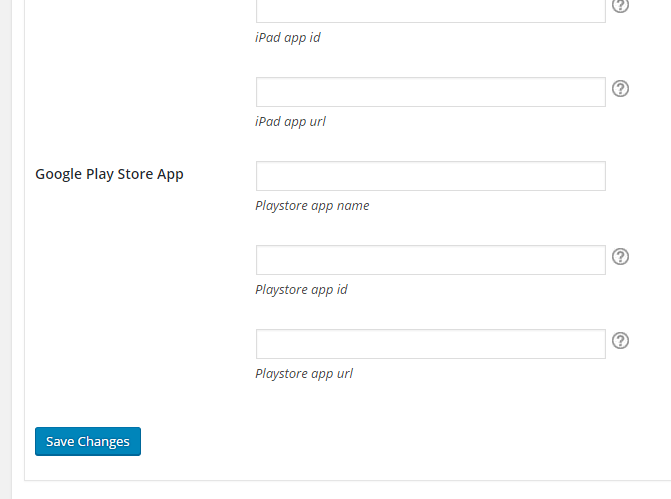 iPad app id
iPad app url
Google Play Store App
Playstore app name
Playstore app id
Playstore app url
Save Changes